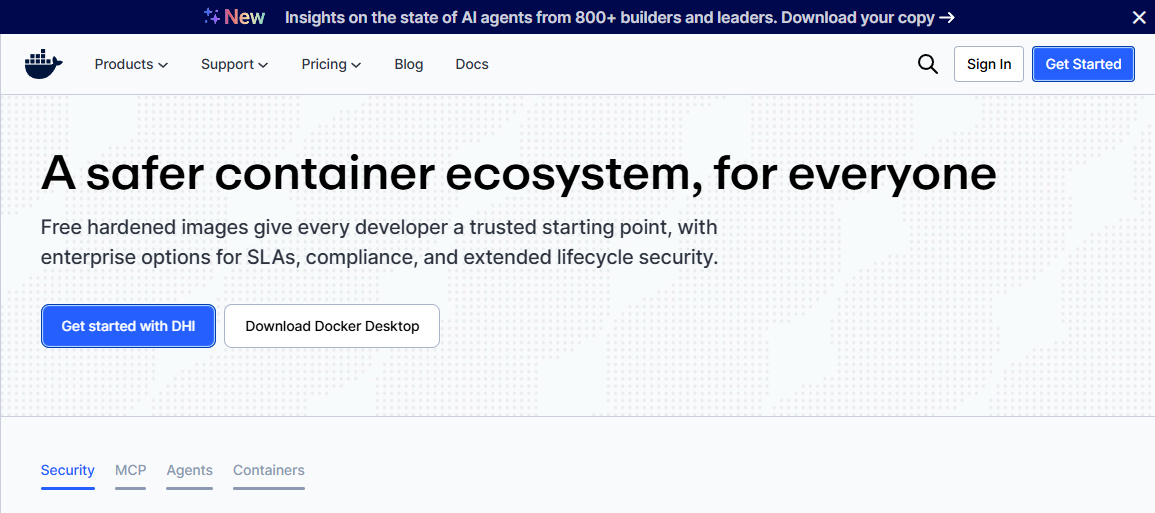 New Insights on the state of AI agents from 800+ builders and leaders. Download your copy →
Products Support Pricing Blog Docs Sign In Get Started
A safer container ecosystem, for everyone
Free hardened images give every developer a trusted starting point, with
enterprise options for SLAs, compliance, and extended lifecycle security.
Get started with DHI Download Docker Desktop
Security MCP Agents Containers